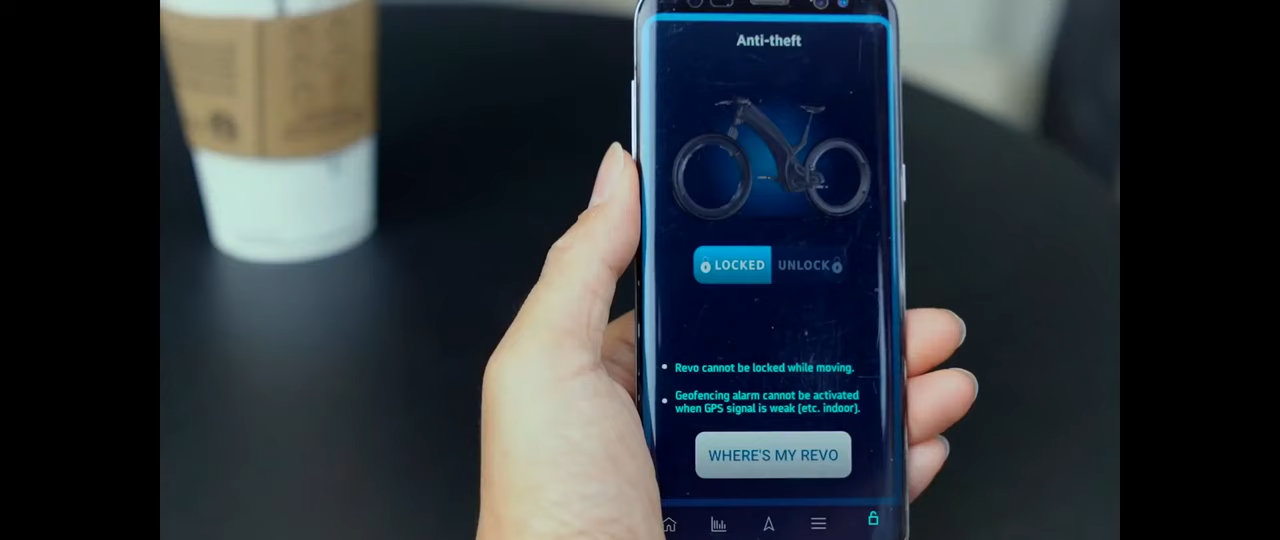 Anti-theft
LOCKED UNLOCK
Revo cannot be locked while moving.
Geofencing alarm cannot be activated
when GPS signal is weak (etc. indoor).
WHERE'S MY REVO